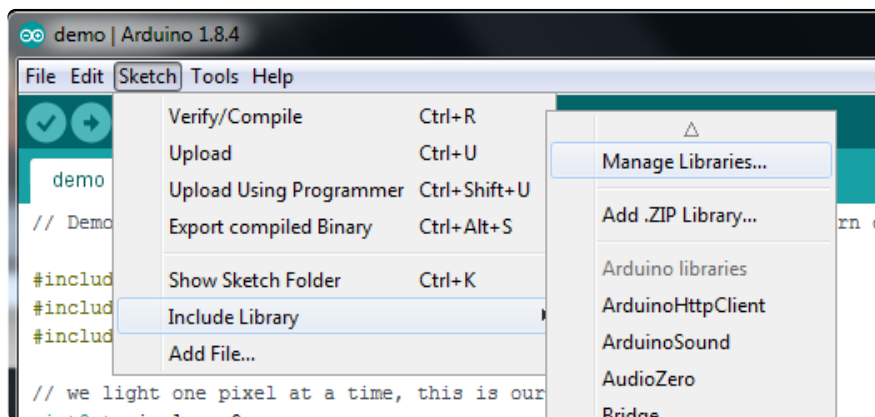 demo | Arduino 1.8.4
File Edit Sketch Tools Help
Verify/Compile Ctrl+R
Upload Ctrl+U
Upload Using Programmer Ctrl+Shift+U
Export compiled Binary Ctrl+Alt+S
Show Sketch Folder Ctrl+K
Include Library
Add File...
Manage Libraries...
Add .ZIP Library...
Arduino libraries
ArduinoHttpClient
ArduinoSound
AudioZero
Bridge
demo
// Demo
#includ
#includ
#includ
// we light one pixel at a time, this is our